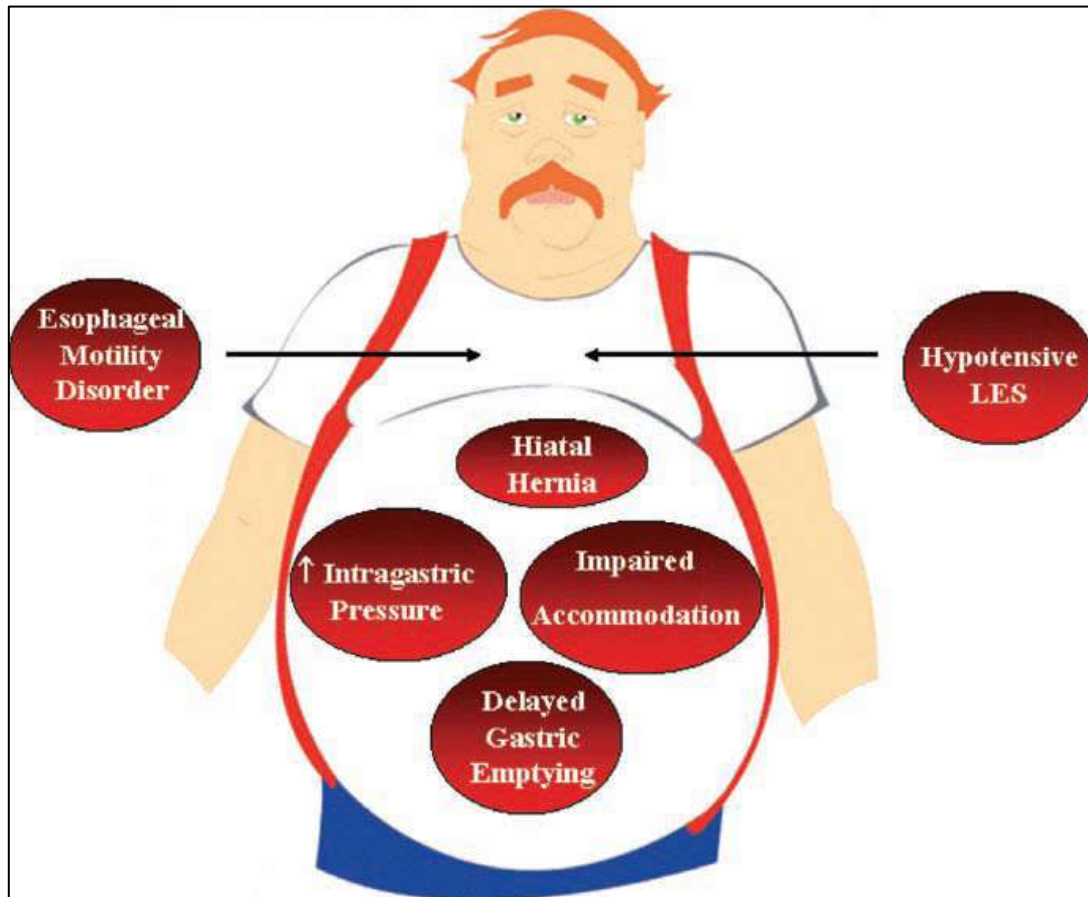 Esophageal
Motility
Disorder
Hypotensive
LES
Hiatal
Hernia
↑ Intragastric
Pressure
Impaired
Accommodation
Delayed
Gastric
Emptying